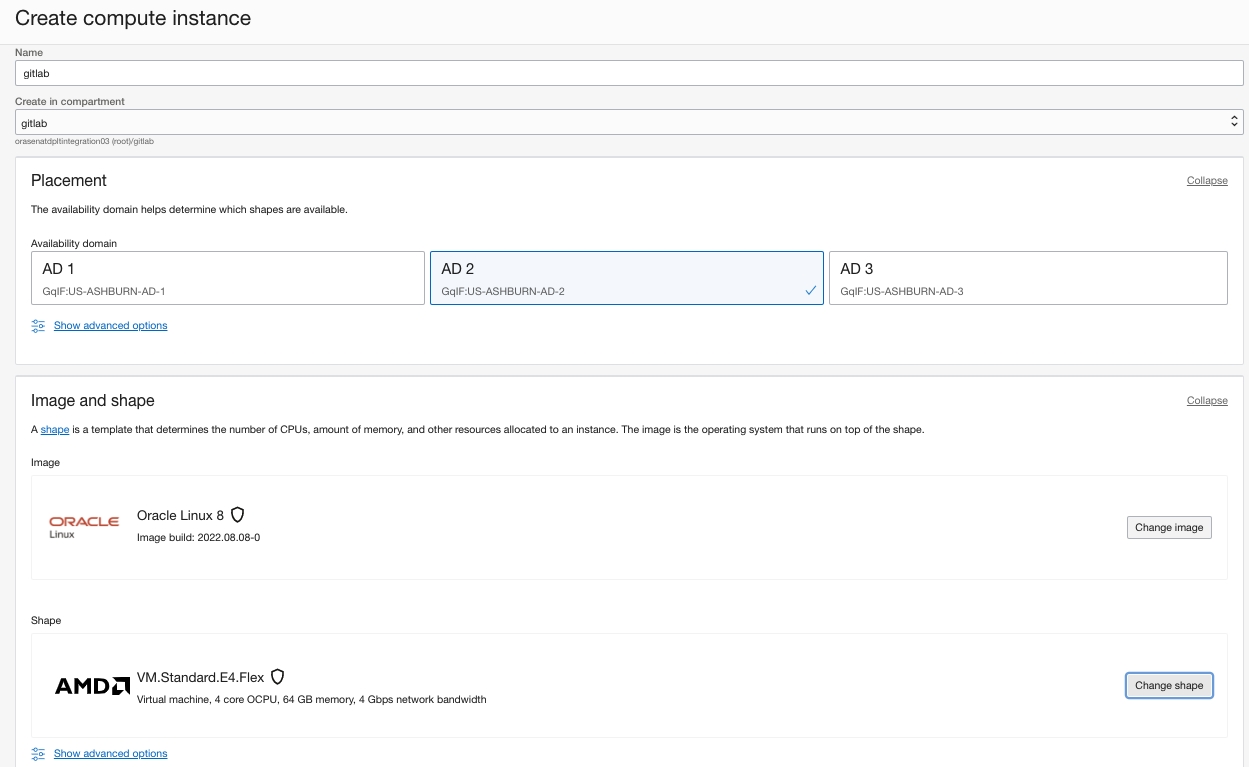 Create compute instance
Name
gitlab
Create in compartment
gitlab
orasenatdpltintegration03 (root)/gitlab
Placement
Collapse
The availability domain helps determine which shapes are available.
Availability domain
AD 1
GqIF:US-ASHBURN-AD-1
AD 2
GqIF:US-ASHBURN-AD-2
AD 3
GqIF:US-ASHBURN-AD-3
Show advanced options
Image and shape
Collapse
A shape is a template that determines the number of CPUs, amount of memory, and other resources allocated to an instance. The image is the operating system that runs on top of the shape.
Image
ORACLE
Linux
Oracle Linux 8
Image build: 2022.08.08-0
Change image
Shape
AMD
VM.Standard.E4.Flex
Virtual machine, 4 core OCPU, 64 GB memory, 4 Gbps network bandwidth
Change shape
Show advanced options